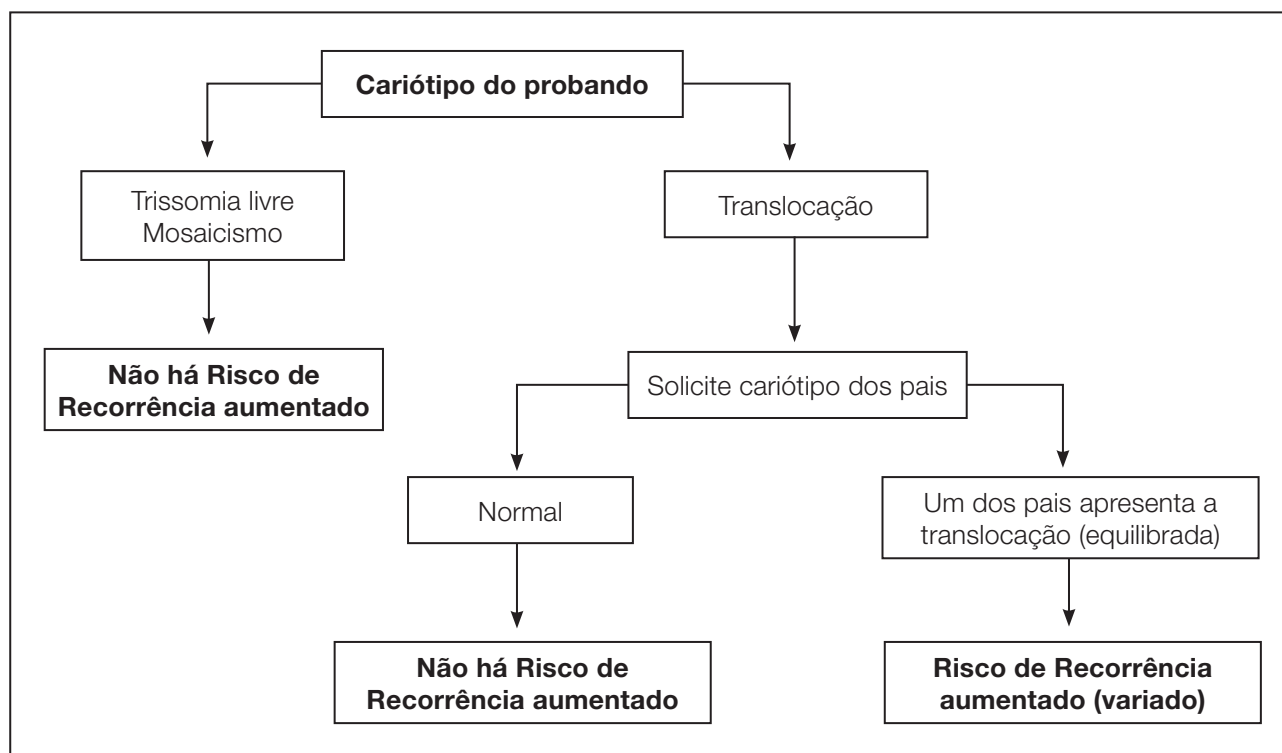 Cariótipo do probando
Trissomia livre
Mosaicismo
Translocação
Não há Risco de
Recorrência aumentado
Solicite cariótipo dos pais
Normal
Um dos pais apresenta a
translocação (equilibrada)
Não há Risco de
Recorrência aumentado
Risco de Recorrência
aumentado (variado)